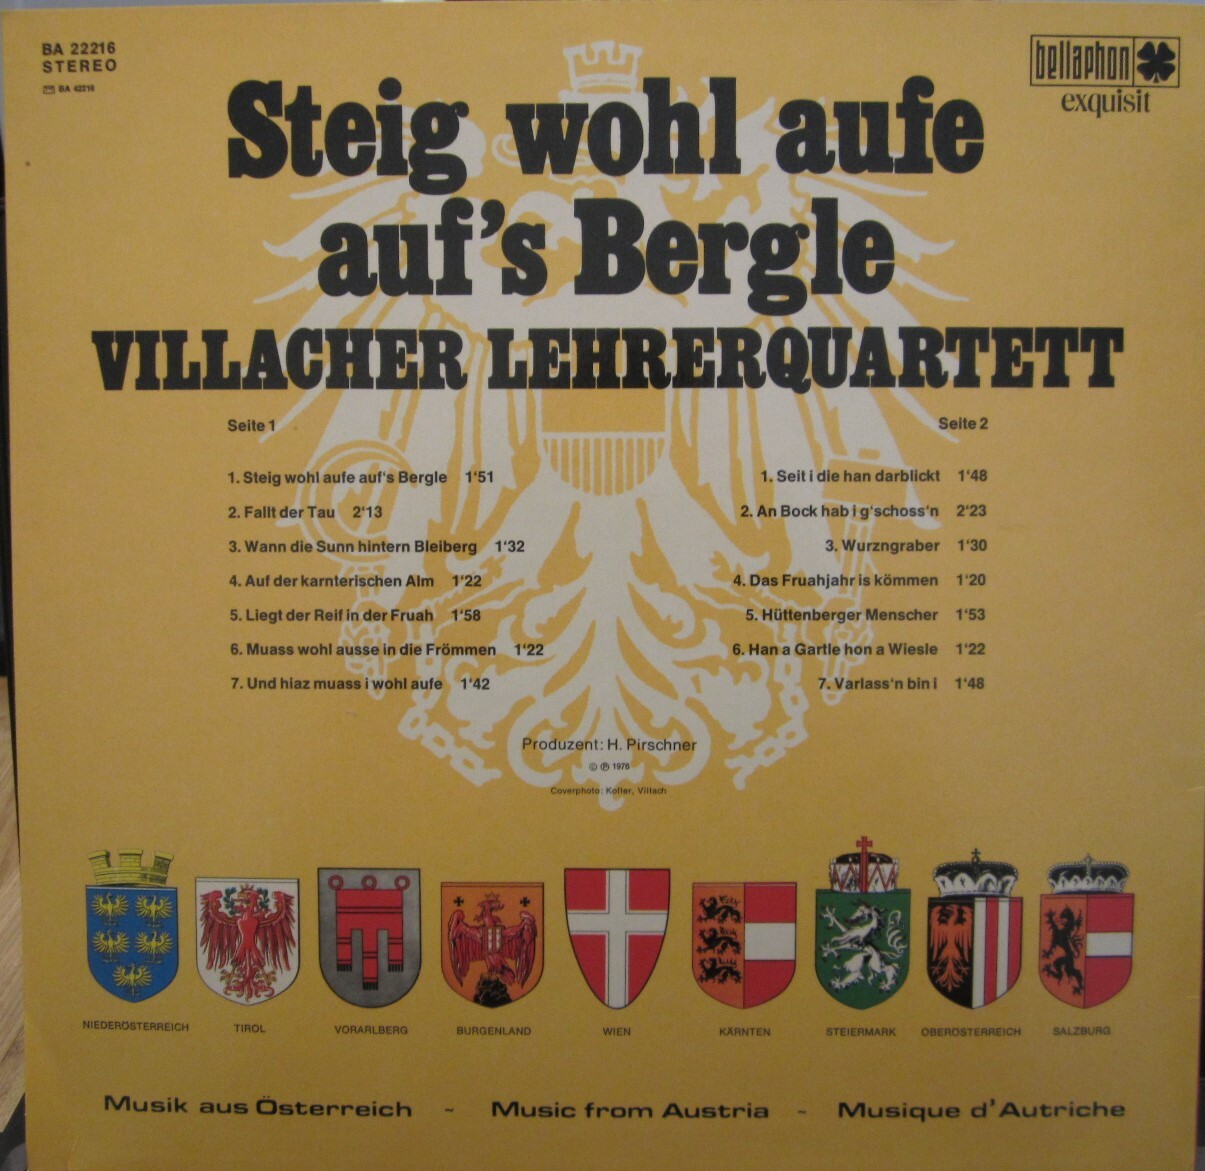 BA 22216
STEREO
BA 42216
bellaphon
exquisit
Steig wohl aufe
auf's Bergle
VILLACHER LEHRERQUARTETT
Seite 1
1. Steig wohl aufe auf's Bergle 1'51
2. Fallt der Tau 2'13
3. Wann die Sunn hintern Bleiberg 1'32
4. Auf der karnterischen Alm 1'22
5. Liegt der Reif in der Fruah 1'58
6. Muass wohl ausse in die Frömmen 1'22
7. Und hiaz muass i wohl aufe 1'42
Seite 2
1. Seit i die han darblickt 1'48
2. An Bock hab i g'schoss'n 2'23
3. Wurzngraber 1'30
4. Das Fruahjahr is kömmen 1'20
5. Hüttenberger Menscher 1'53
6. Han a Gartle hon a Wiesle 1'22
7. Varlass'n bin i 1'48
Produzent: H. Pirschner
© ℗ 1976
Coverphoto: Koller, Villach
NIEDERÖSTERREICH
TIROL
VORARLBERG
BURGENLAND
WIEN
KÄRNTEN
STEIERMARK
OBERÖSTERREICH
SALZBURG
Musik aus Österreich ~ Music from Austria ~ Musique d'Autriche